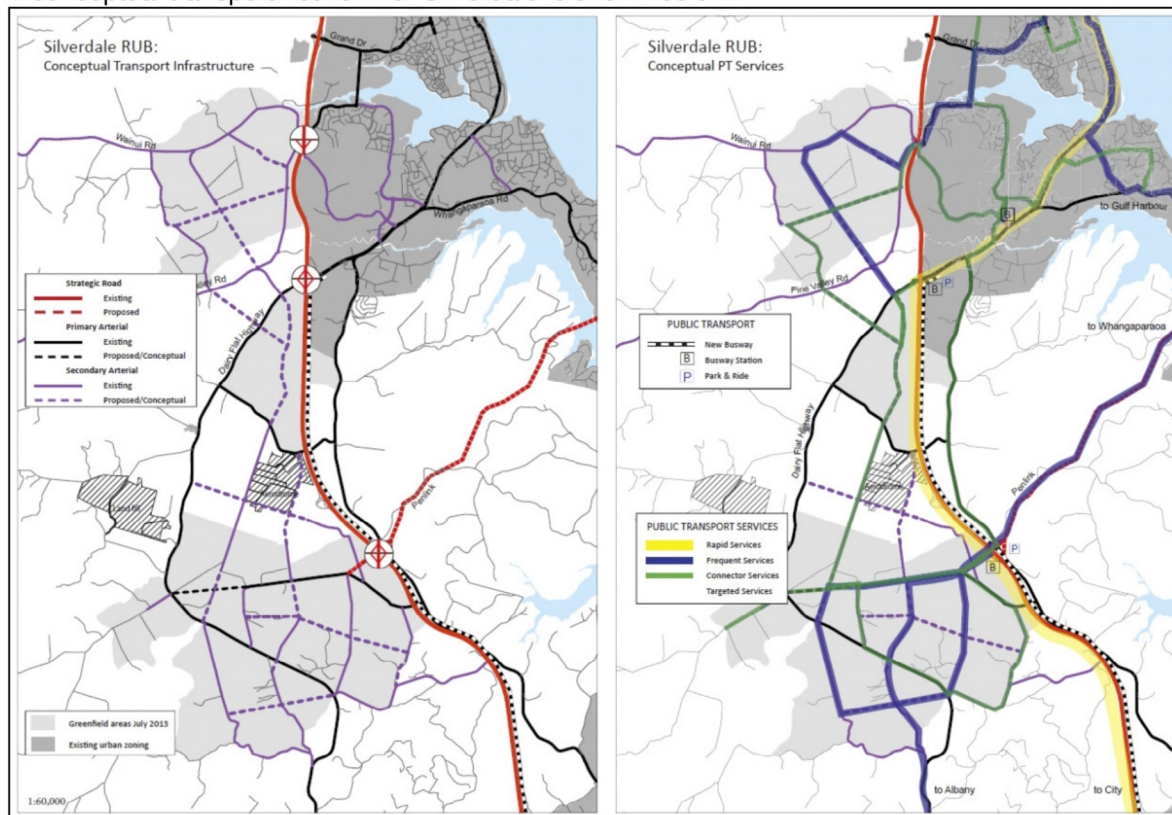 Silverdale RUB:
Conceptual Transport Infrastructure
Grand Dr
Wainui Rd
Whangaparaoa Rd
Strategic Road
Existing
Proposed
Primary Arterial
Existing
Proposed/Conceptual
Secondary Arterial
Existing
Proposed/Conceptual
alley Rd
Dairy Flat Highway
Penlink
Greenfield areas July 2013
Existing urban zoning
1:60,000
Silverdale RUB:
Conceptual PT Services
Grand Dr
Wainui Rd
B
to Gulf Harbour
Pine Valley Rd
P
B
PUBLIC TRANSPORT
New Busway
B Busway Station
P Park & Ride
to Whangaparaoa
Dairy Flat Highway
Penlink
PUBLIC TRANSPORT SERVICES
Rapid Services
Frequent Services
Connector Services
Targeted Services
P
B
to Albany
to City